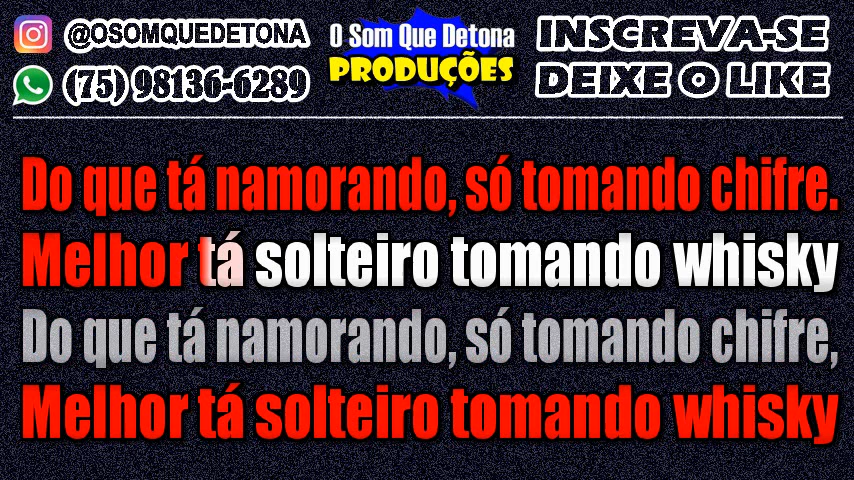 @OSOMQUEDETONA
(75) 98136-6289
O Som Que Detona
PRODUÇÕES
INSCREVA-SE
DEIXE O LIKE
Do que tá namorando, só tomando chifre.
Melhor tá solteiro tomando whisky
Do que tá namorando, só tomando chifre,
Melhor tá solteiro tomando whisky